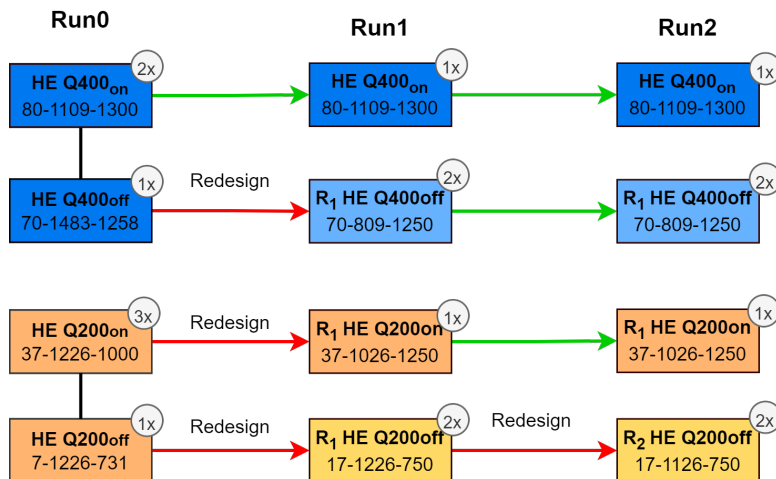 Run0
Run1
Run2
HE Q400on
80-1109-1300
2x
HE Q400on
80-1109-1300
1x
HE Q400on
80-1109-1300
1x
HE Q400off
70-1483-1258
1x
Redesign
R1 HE Q400off
70-809-1250
2x
R1 HE Q400off
70-809-1250
2x
HE Q200on
37-1226-1000
3x
Redesign
R1 HE Q200on
37-1026-1250
1x
R1 HE Q200on
37-1026-1250
1x
HE Q200off
7-1226-731
1x
Redesign
R1 HE Q200off
17-1226-750
2x
Redesign
R2 HE Q200off
17-1126-750
2x